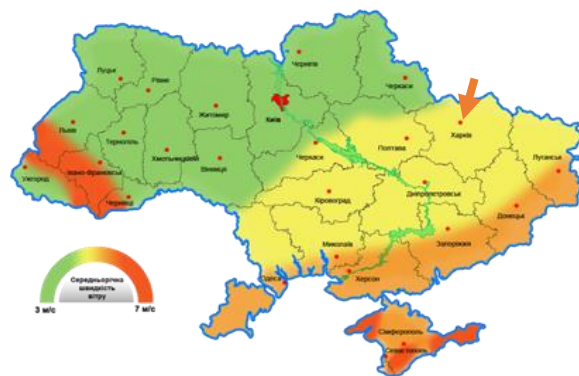 Чернігів
Луцьк
Рівне
Черкаси
Житомир
Київ
Львів
Тернопіль
Хмельницький
Вінниця
Івано-Франківськ
Ужгород
Чернівці
Черкаси
Полтава
Харків
Луганськ
Дніпропетровськ
Кіровоград
Донецьк
Запоріжжя
Миколаїв
Одеса
Херсон
Сімферополь
Севастополь
Середньорічна
швидкість
вітру
3 м/с
7 м/с